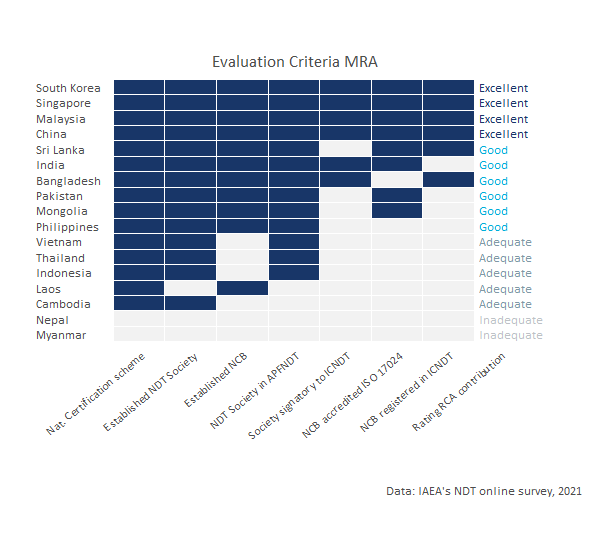 Evaluation Criteria MRA
South Korea Excellent
Singapore Excellent
Malaysia Excellent
China Excellent
Sri Lanka Good
India Good
Bangladesh Good
Pakistan Good
Mongolia Good
Philippines Good
Vietnam Adequate
Thailand Adequate
Indonesia Adequate
Laos Adequate
Cambodia Adequate
Nepal Inadequate
Myanmar Inadequate
Nat. Certification scheme
Established NDT Society
Established NCB
NDT Society in APFNDT
Society signatory to ICNDT
NCB accredited ISO 17024
NCB registered in ICNDT
Rating RCA contribution
Data: IAEA's NDT online survey, 2021